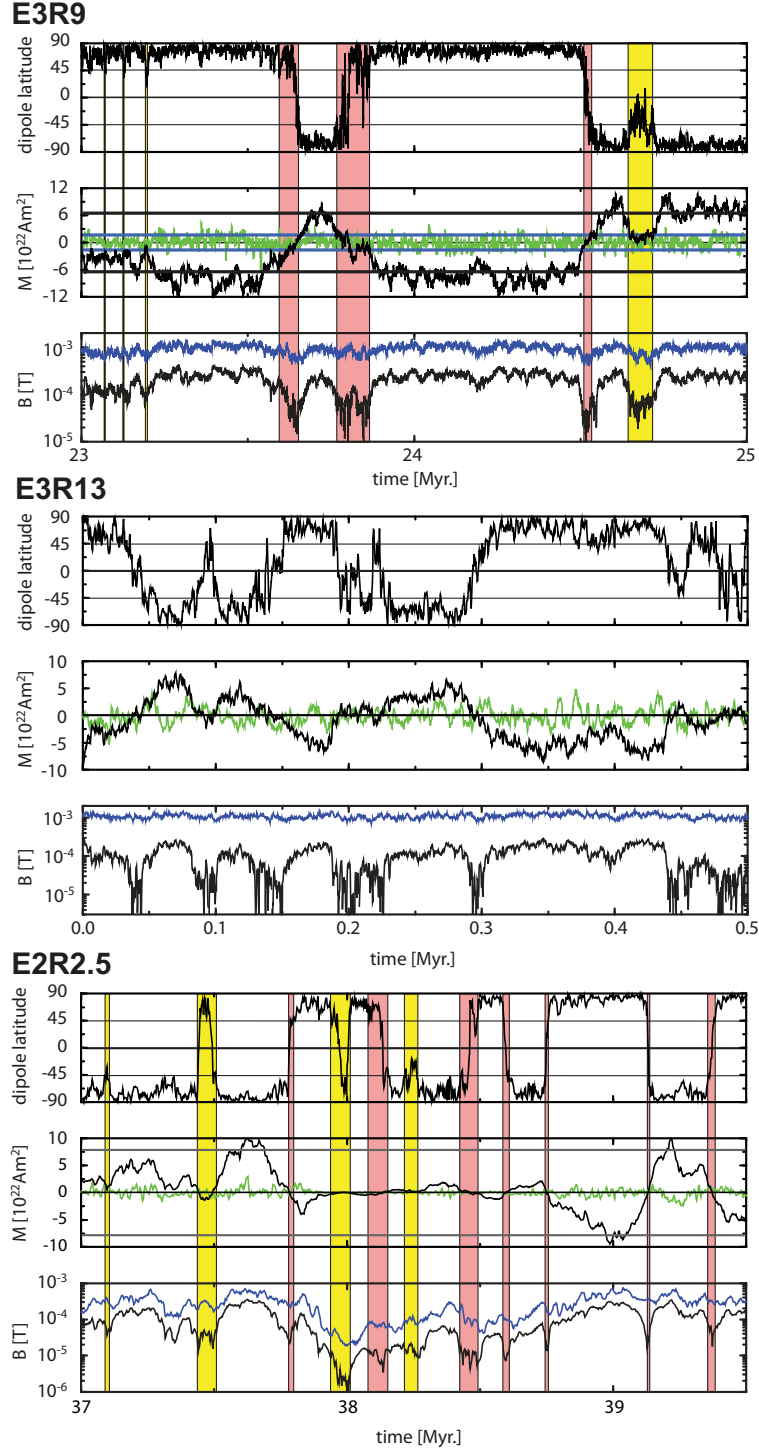 E3R9
dipole latitude
90
45
0
-45
-90
M [10²²Am²]
12
6
0
-6
-12
B [T]
10⁻³
10⁻⁴
10⁻⁵
23 24 25
time [Myr.]
E3R13
dipole latitude
90
45
0
-45
-90
M [10²²Am²]
10
5
0
-5
-10
B [T]
10⁻³
10⁻⁴
10⁻⁵
0.0 0.1 0.2 0.3 0.4 0.5
time [Myr.]
E2R2.5
dipole latitude
90
45
0
-45
-90
M [10²²Am²]
10
5
0
-5
-10
B [T]
10⁻³
10⁻⁴
10⁻⁵
10⁻⁶
37 38 39
time [Myr.]